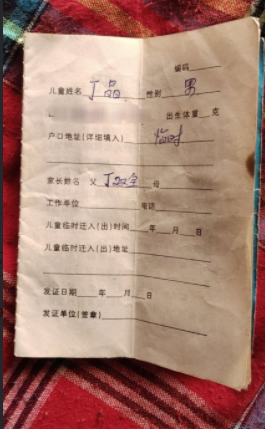 编码
儿童姓名 丁晶 性别 男
出生体重 克
户口地址(详细填入) 临时
家长姓名 父 丁 母
工作单位 电话
儿童临时迁入(出)时间 年 月 日
儿童临时迁入(出)地址
发证日期 年 月 日
发证单位(签章)